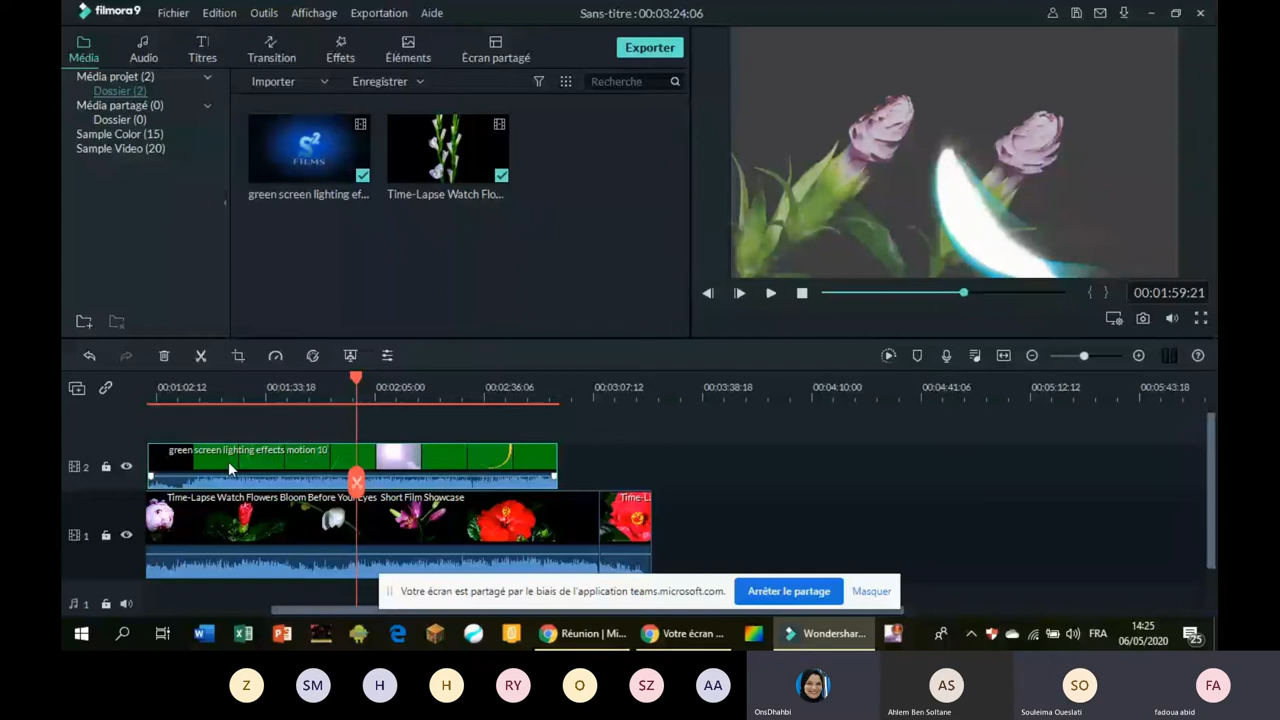 filmora9
Fichier Edition Outils Affichage Exportation Aide
Sans-titre : 00:03:24:06
Média Audio Titres Transition Effets Éléments Écran partagé
Exporter
Média projet (2)
Dossier (2)
Média partagé (0)
Dossier (0)
Sample Color (15)
Sample Video (20)
Importer Enregistrer Recherche
S2
FILMS
green screen lighting ef... Time-Lapse Watch Flo...
{ } 00:01:59:21
00:01:02:12 00:01:33:18 00:02:05:00 00:02:36:06 00:03:07:12 00:03:38:18 00:04:10:00 00:04:41:06 00:05:12:12 00:05:43:18
green screen lighting effects motion 10
2
Time-Lapse Watch Flowers Bloom Before Your Eyes Short Film Showcase Time-L
1
1
Votre écran est partagé par le biais de l'application teams.microsoft.com. Arrêter le partage Masquer
Réunion | Mi... Votre écran ... Wondershar... FRA 14:25
06/05/2020 25
Z SM H H RY O SZ AA AS SO FA
OnsDhahbi Ahlem Ben Soltane Souleima Oueslati fadoua abid